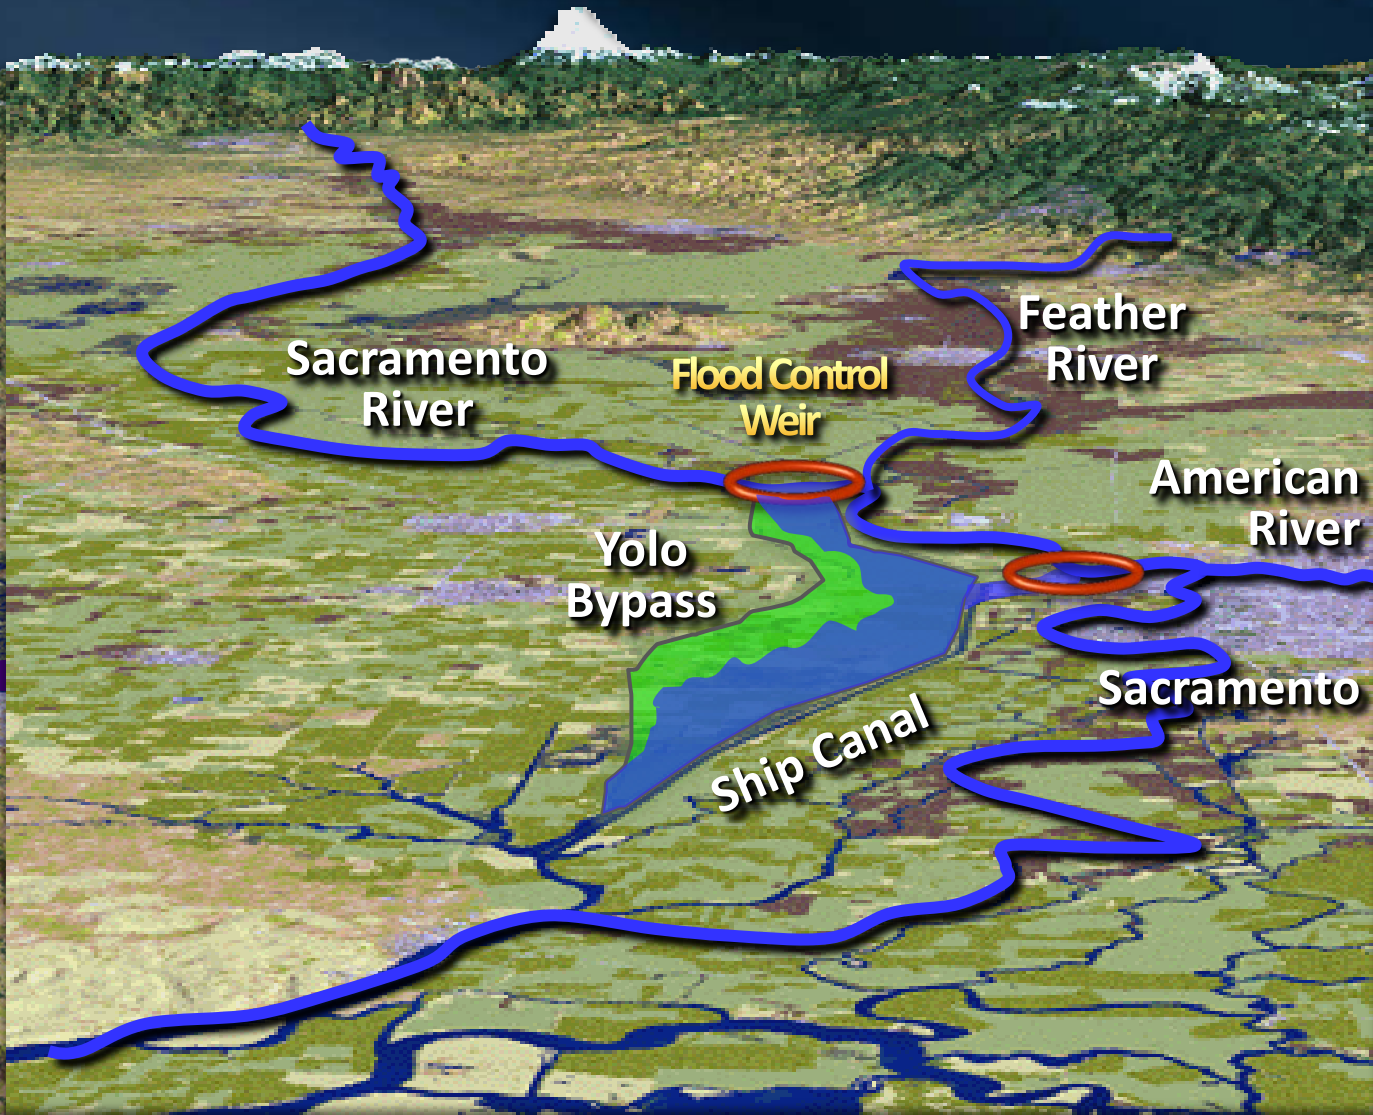 Feather
River
Sacramento
River
Flood Control
Weir
American
River
Yolo
Bypass
Sacramento
Ship Canal